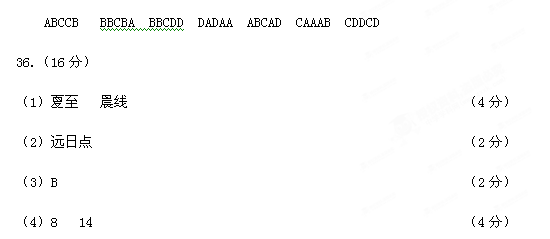 ABCCB BBCBA BBCDD DADAA ABCAD CAAAB CDDCD
36.（16分）
（1）夏至 晨线 （4分）
（2）远日点 （2分）
（3）B （2分）
（4）8 14 （4分）